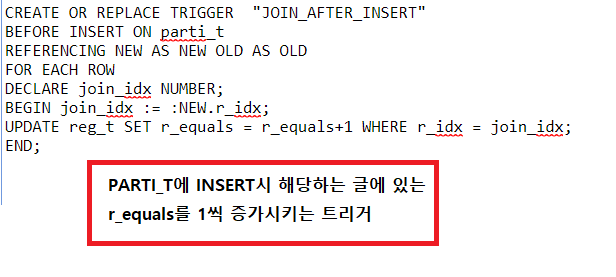 CREATE OR REPLACE TRIGGER "JOIN_AFTER_INSERT"
BEFORE INSERT ON parti_t
REFERENCING NEW AS NEW OLD AS OLD
FOR EACH ROW
DECLARE join_idx NUMBER;
BEGIN join_idx := :NEW.r_idx;
UPDATE reg_t SET r_equals = r_equals+1 WHERE r_idx = join_idx;
END;
PARTI_T에 INSERT시 해당하는 글에 있는
r_equals를 1씩 증가시키는 트리거